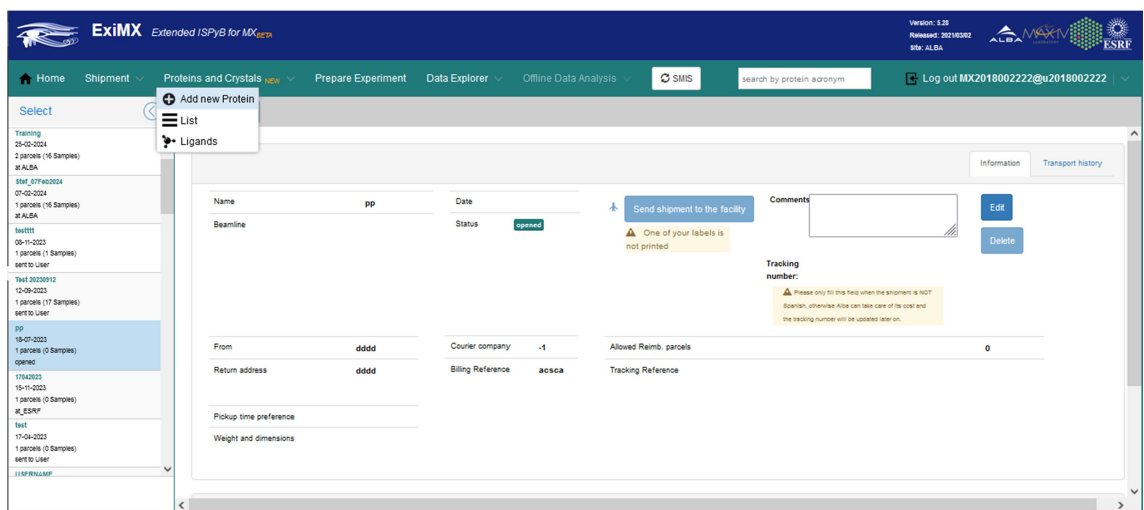 ExiMX Extended ISPyB for MX BETA
Version: 5.28
Released: 2021/03/02
Site: ALBA
ALBA
MAXIV
ESRF
Home Shipment Proteins and Crystals NEW Prepare Experiment Data Explorer Offline Data Analysis SMIS search by protein acronym Log out MX2018002222@u2018002222
Add new Protein
List
Ligands
Select
Training
25-02-2024
2 parcels (16 Samples)
at ALBA
Stef_07Feb2024
07-02-2024
1 parcels (16 Samples)
at ALBA
testttt
08-11-2023
1 parcels (1 Samples)
sent to User
Test 20230912
12-09-2023
1 parcels (17 Samples)
sent to User
pp
18-07-2023
1 parcels (0 Samples)
opened
17042023
15-11-2023
1 parcels (0 Samples)
at_ESRF
test
17-04-2023
1 parcels (0 Samples)
sent to User
USERNAME
Information Transport history
Name pp
Beamline
Date
Status opened
Send shipment to the facility
One of your labels is
not printed
Comments
Edit
Delete
Tracking
number:
Please only fill this field when the shipment is NOT
Spanish, otherwise Alba can take care of its cost and
the tracking number will be updated later on.
From dddd
Return address dddd
Courier company -1
Billing Reference acsca
Allowed Reimb. parcels 0
Tracking Reference
Pickup time preference
Weight and dimensions